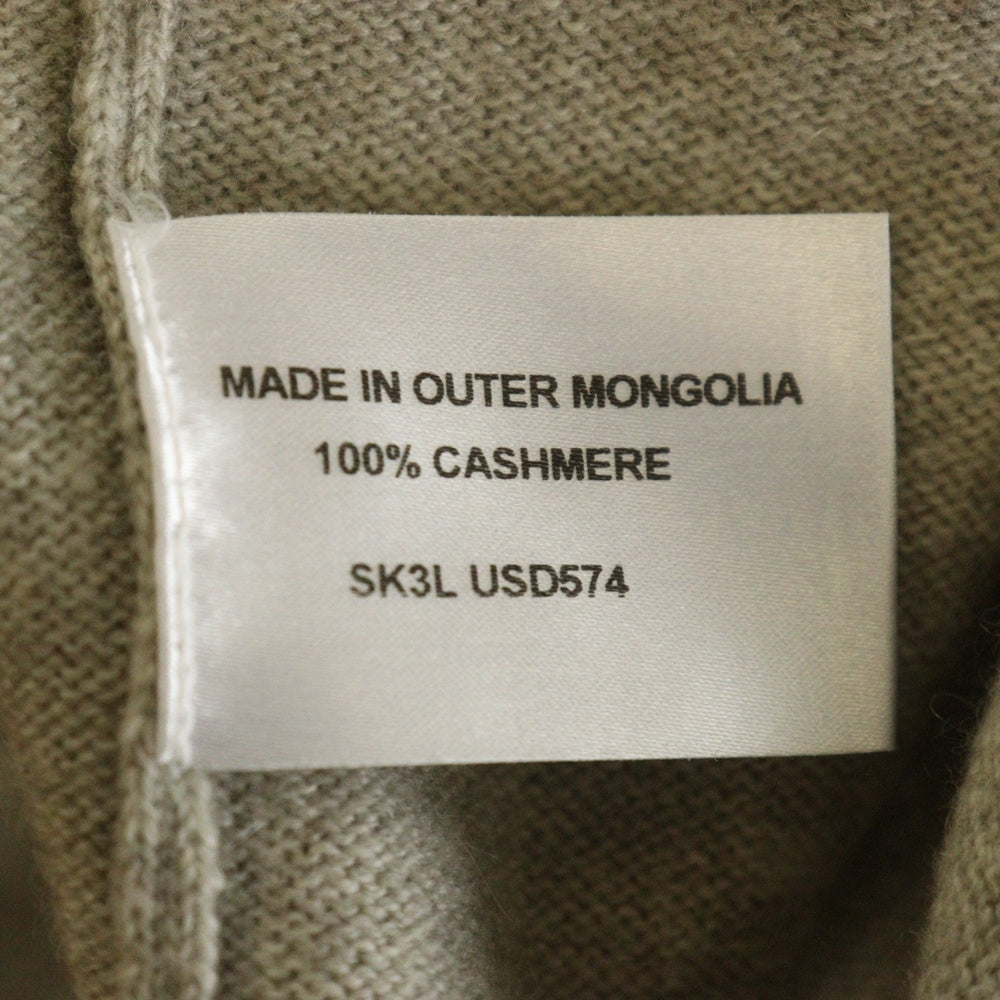 MADE IN OUTER MONGOLIA
100% CASHMERE
SK3L USD574